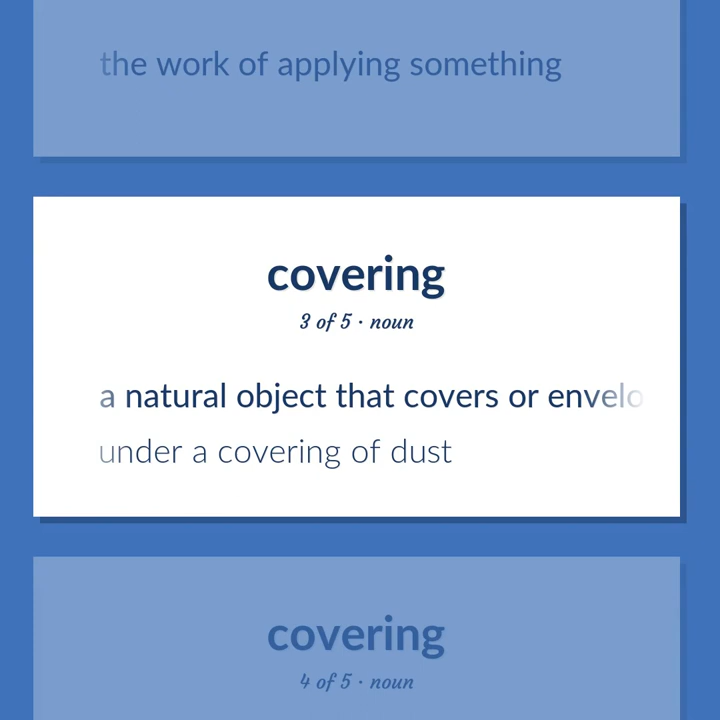 the work of applying something
covering
3 of 5 · noun
a natural object that covers or envelo
under a covering of dust
covering
4 of 5 · noun